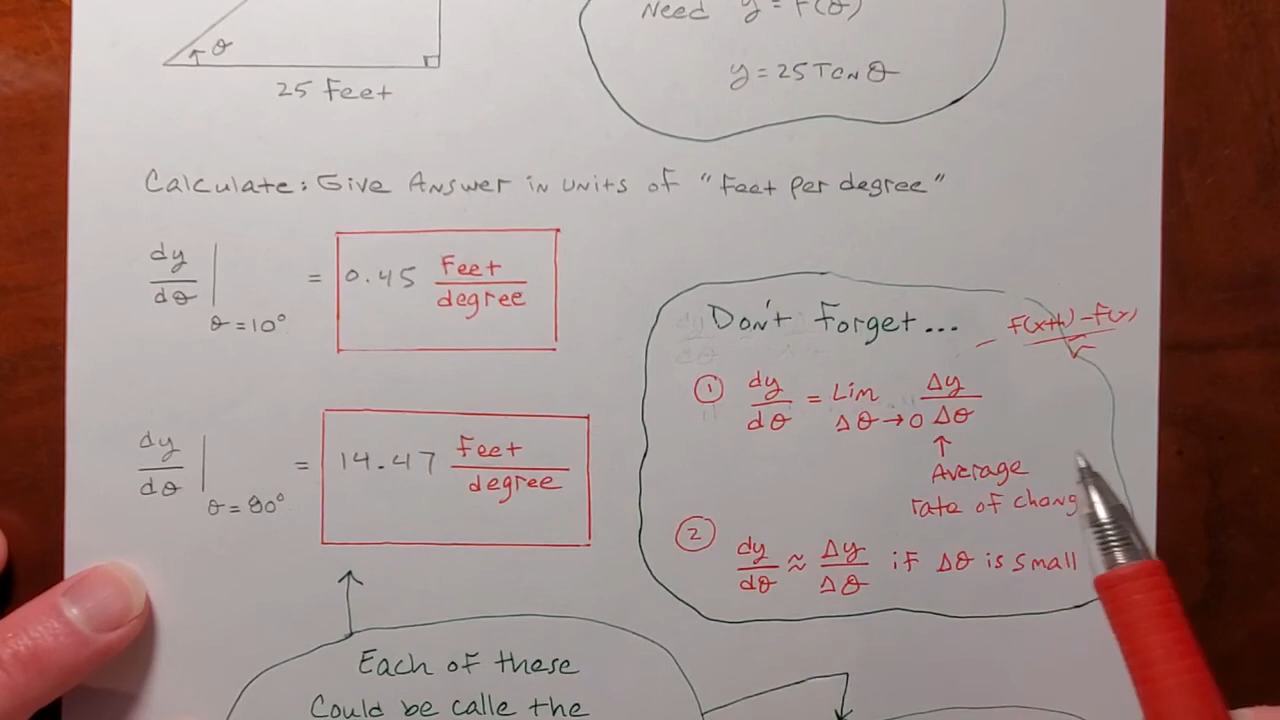 Need y = F(θ)
y = 25 Tan θ
θ
25 Feet
Calculate: Give Answer in units of "Feet per degree"
dy/dθ | θ = 10° = 0.45 Feet/degree
dy/dθ | θ = 80° = 14.47 Feet/degree
Don't Forget...
F(x+h) - F(x)
① dy/dθ = Lim Δθ→0 Δy/Δθ
↑
Average
rate of chang
② dy/dθ ≈ Δy/Δθ if Δθ is small
Each of these
Could be calle the